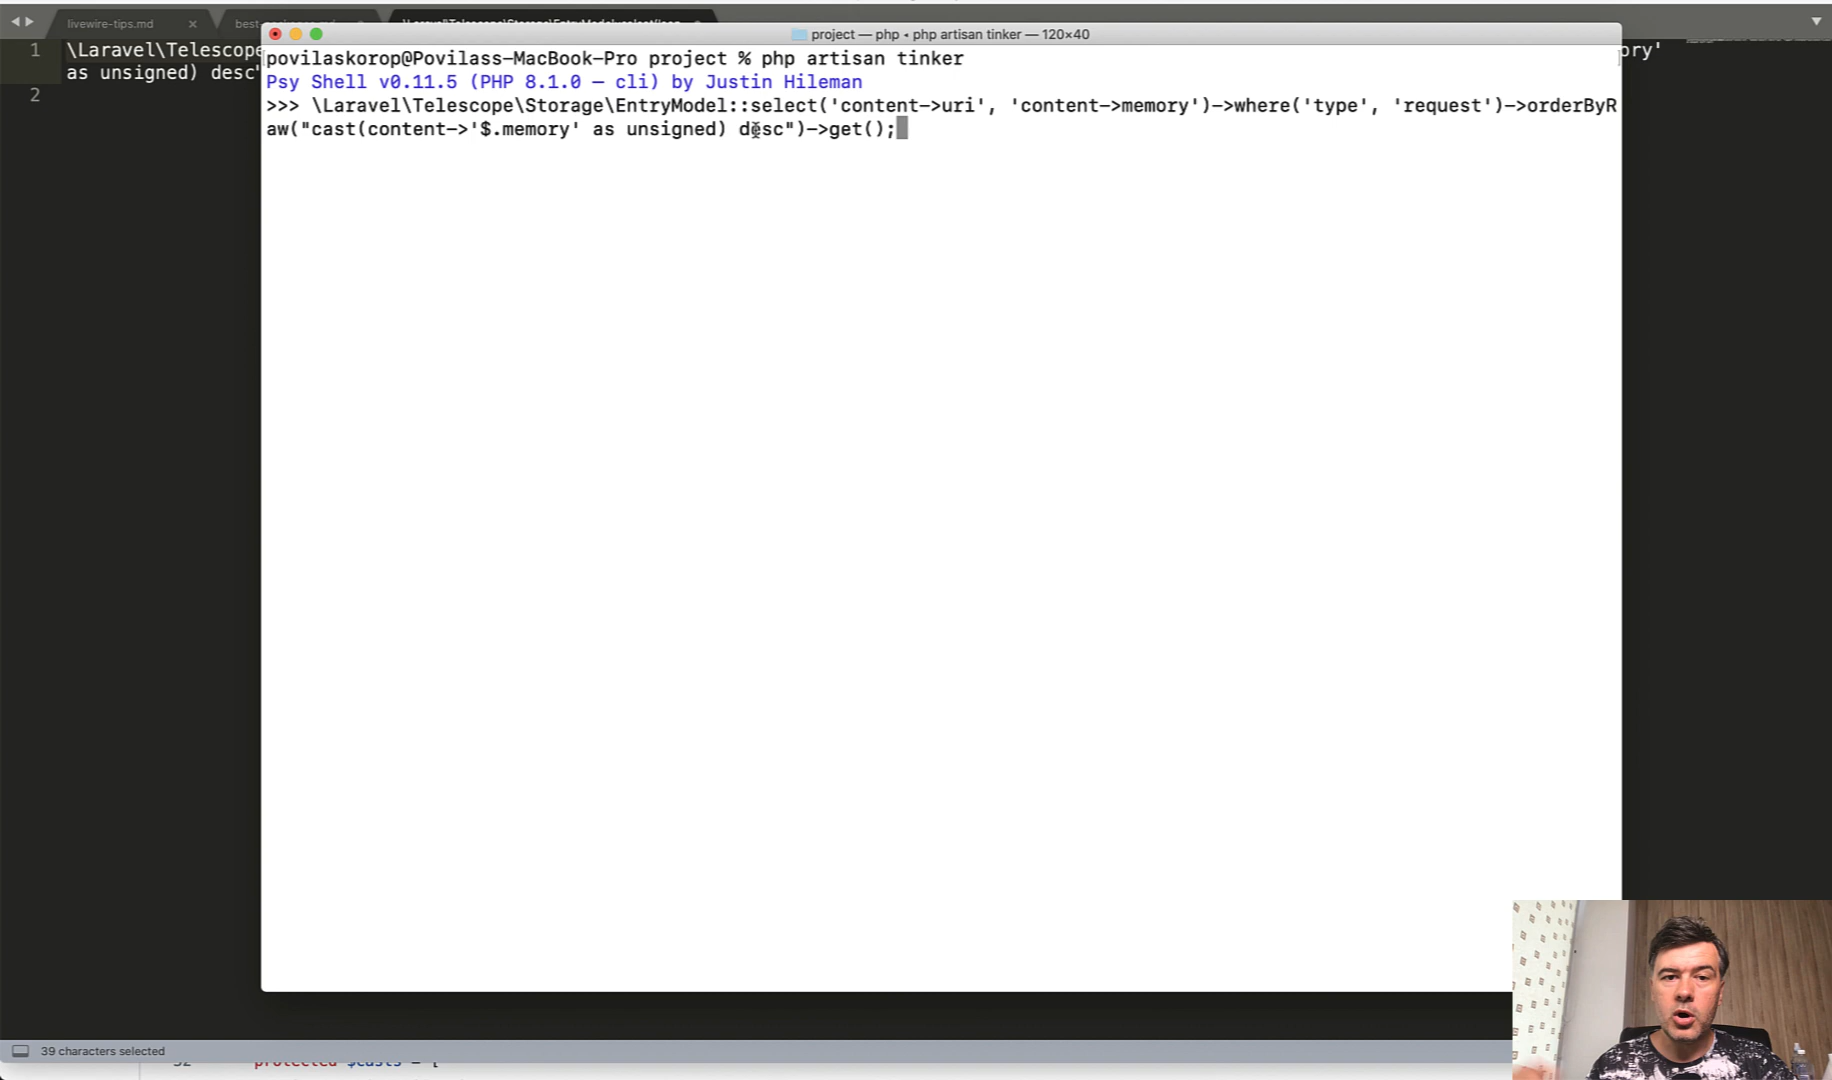 livewire-tips.md
project — php • php artisan tinker — 120×40
1 \Laravel\Telescope
ory'
as unsigned) desc"
2
povilaskorop@Povilass-MacBook-Pro project % php artisan tinker
Psy Shell v0.11.5 (PHP 8.1.0 — cli) by Justin Hileman
>>> \Laravel\Telescope\Storage\EntryModel::select('content->uri', 'content->memory')->where('type', 'request')->orderByR
aw("cast(content->'$.memory' as unsigned) desc")->get();
39 characters selected